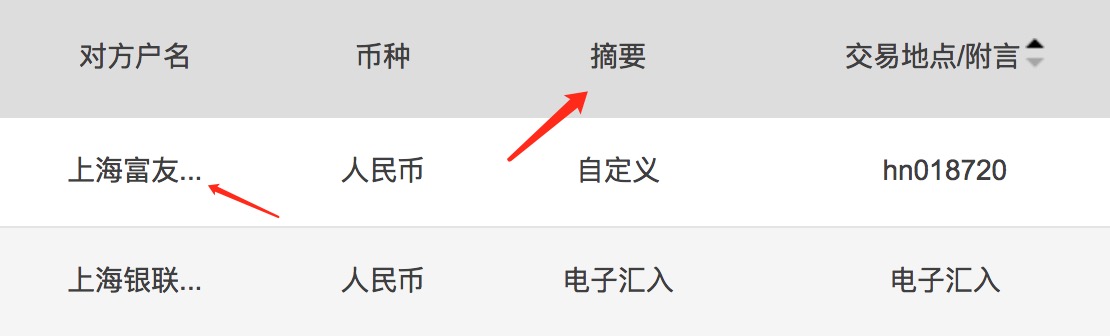 对方户名 币种 摘要 交易地点/附言
上海富友... 人民币 自定义 hn018720
上海银联... 人民币 电子汇入 电子汇入